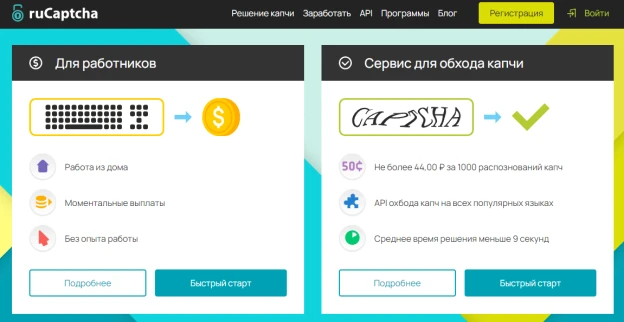 ruCaptcha Решение капчи Заработать API Программы Блог Регистрация Войти
Для работников
$
Работа из дома
Моментальные выплаты
Без опыта работы
Подробнее Быстрый старт
Сервис для обхода капчи
CAPTCHA
50¢ Не более 44,00 ₽ за 1000 распознований капч
API охбода капч на всех популярных языках
Среднее время решения меньше 9 секунд
Подробнее Быстрый старт